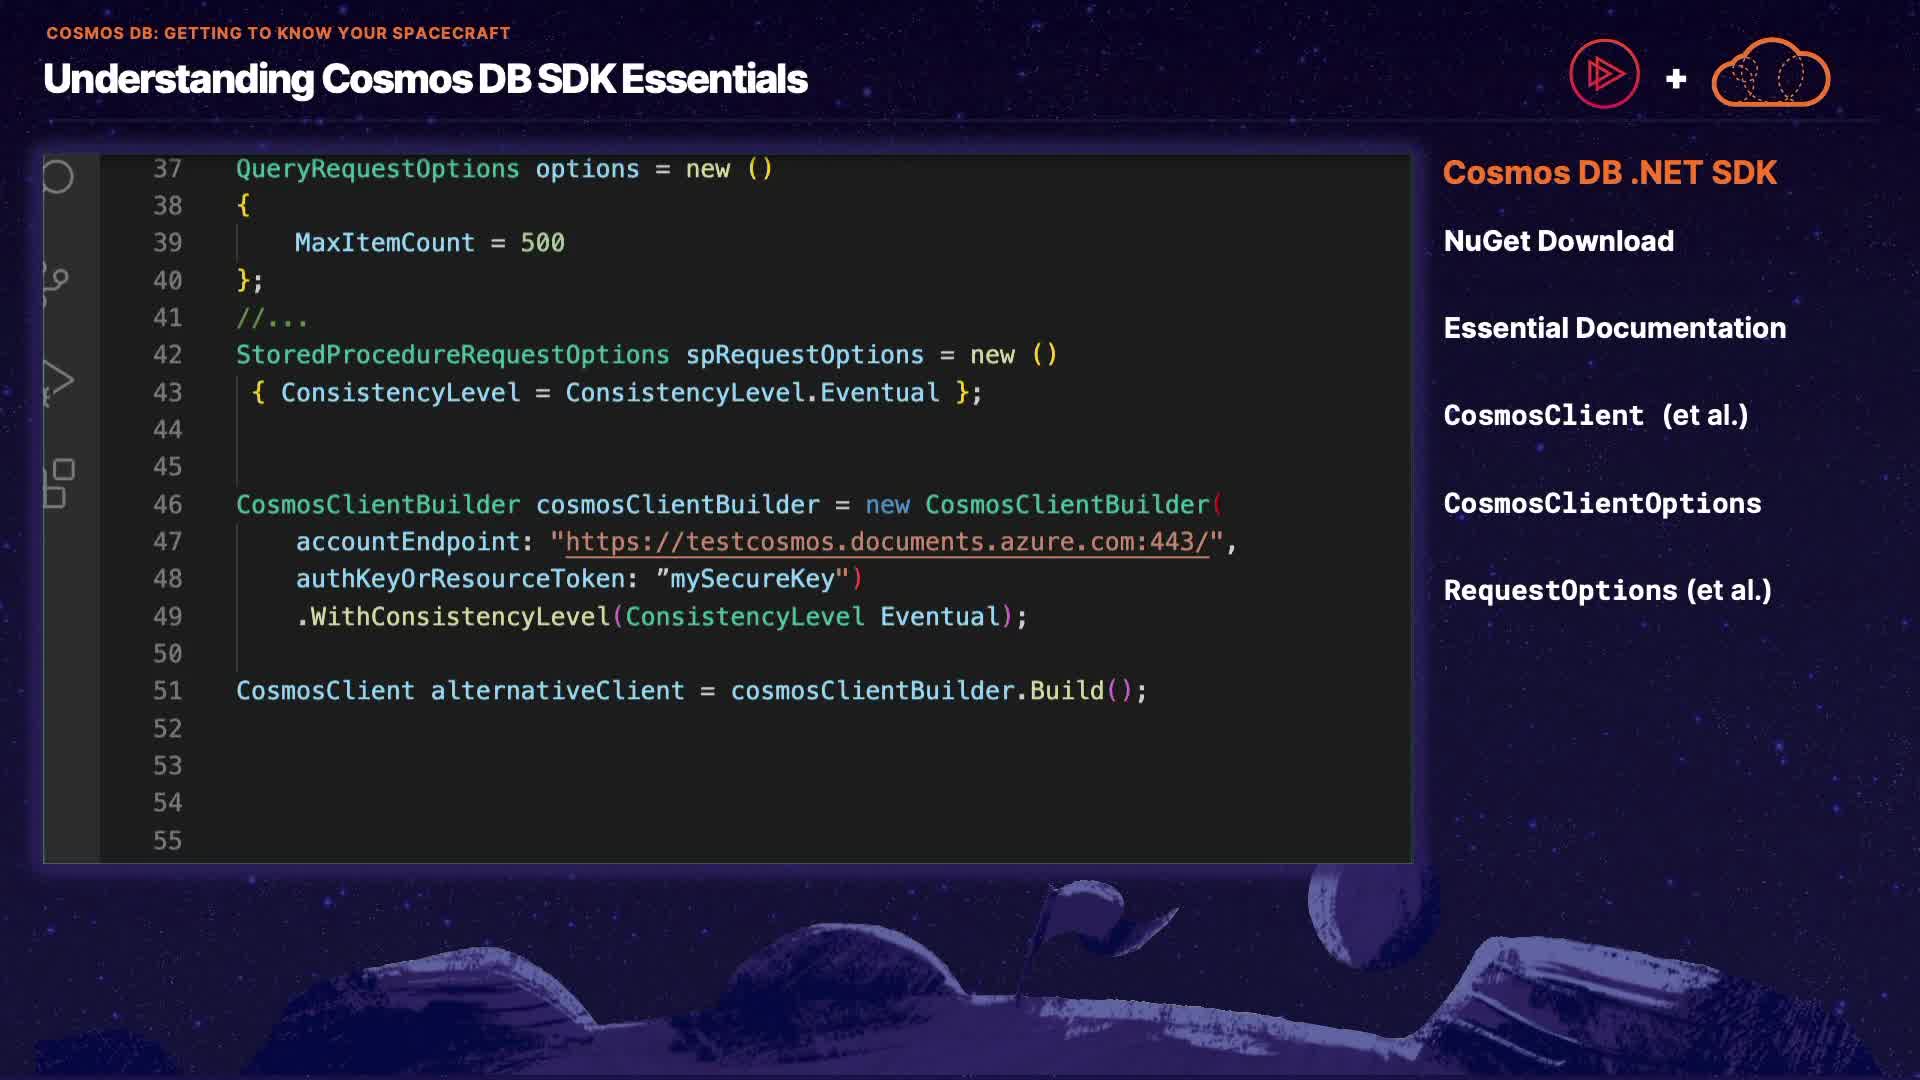 COSMOS DB: GETTING TO KNOW YOUR SPACECRAFT
Understanding Cosmos DB SDK Essentials
+
37 QueryRequestOptions options = new ()
38 {
39 MaxItemCount = 500
40 };
41 //...
42 StoredProcedureRequestOptions spRequestOptions = new ()
43 { ConsistencyLevel = ConsistencyLevel.Eventual };
44
45
46 CosmosClientBuilder cosmosClientBuilder = new CosmosClientBuilder(
47 accountEndpoint: "https://testcosmos.documents.azure.com:443/",
48 authKeyOrResourceToken: ”mySecureKey")
49 .WithConsistencyLevel(ConsistencyLevel Eventual);
50
51 CosmosClient alternativeClient = cosmosClientBuilder.Build();
52
53
54
55
Cosmos DB .NET SDK
NuGet Download
Essential Documentation
CosmosClient (et al.)
CosmosClientOptions
RequestOptions (et al.)